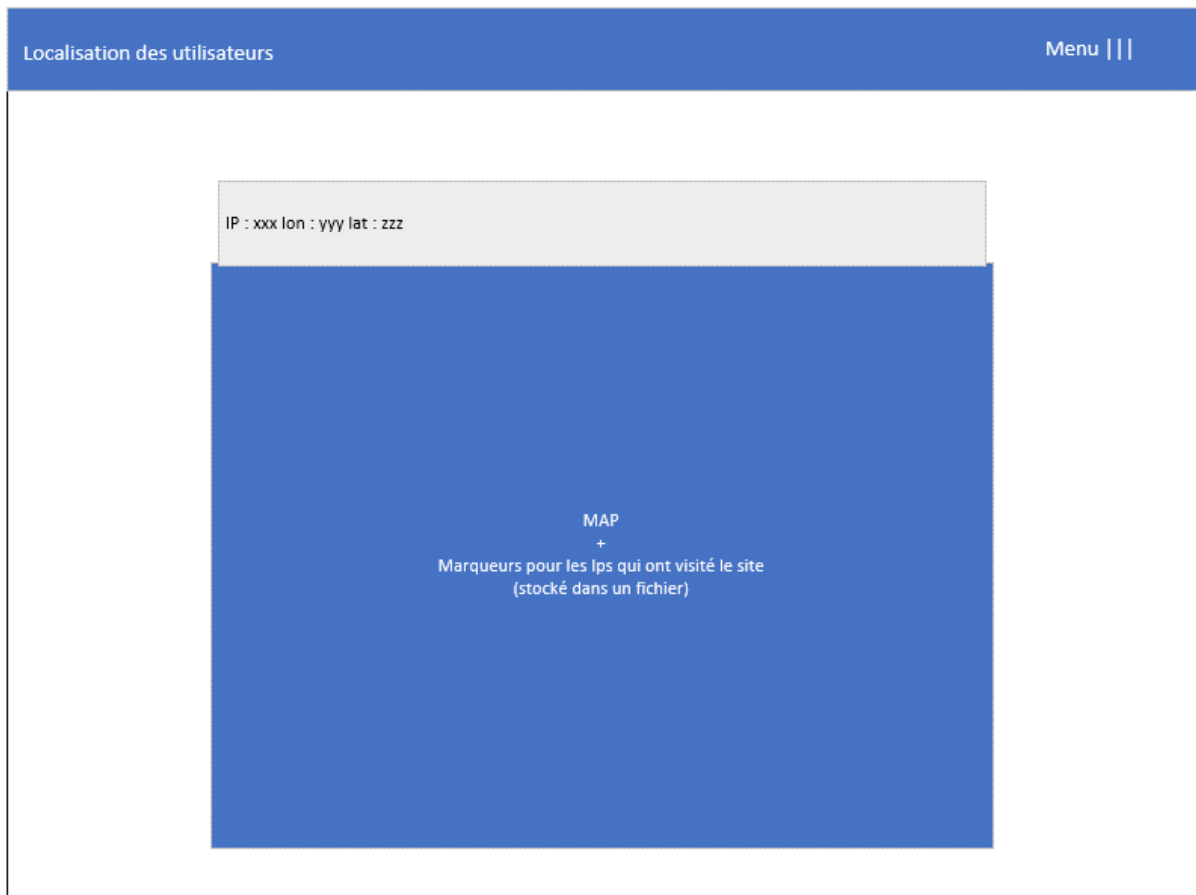 Localisation des utilisateurs
Menu |||
IP : xxx lon : yyy lat : zzz
MAP
+
Marqueurs pour les Ips qui ont visité le site
(stocké dans un fichier)